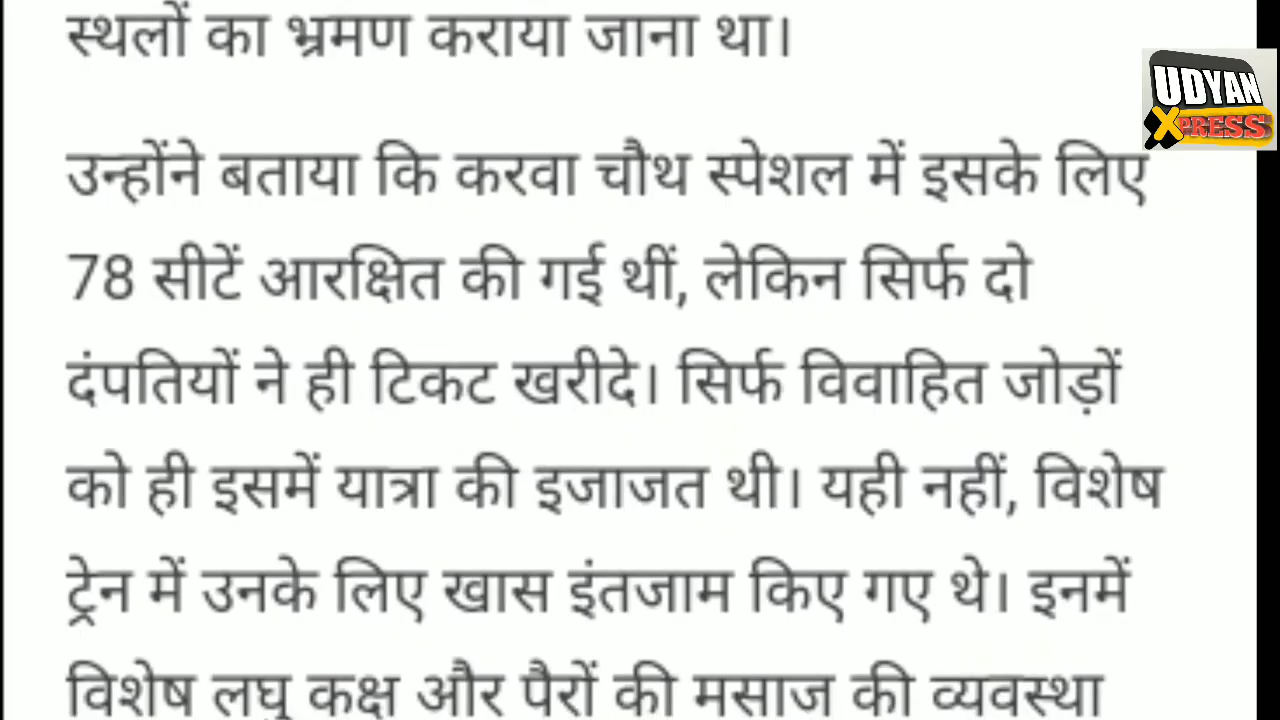 स्थलों का भ्रमण कराया जाना था।
UDYAN
XPRESS
उन्होंने बताया कि करवा चौथ स्पेशल में इसके लिए
78 सीटें आरक्षित की गई थीं, लेकिन सिर्फ दो
दंपतियों ने ही टिकट खरीदे। सिर्फ विवाहित जोड़ों
को ही इसमें यात्रा की इजाजत थी। यही नहीं, विशेष
ट्रेन में उनके लिए खास इंतजाम किए गए थे। इनमें
विशेष लघु कक्ष और पैरों की मसाज की व्यवस्था